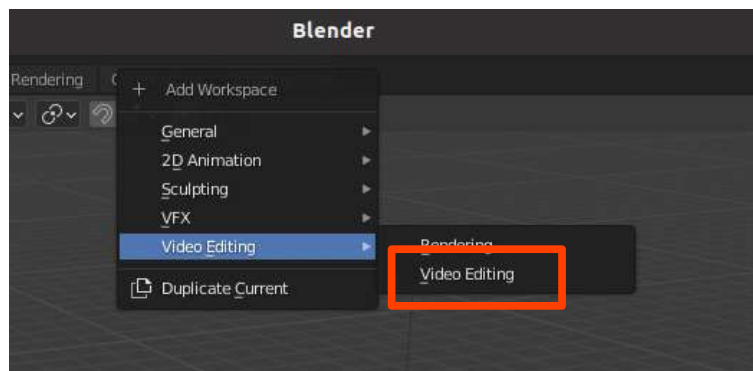 Blender
Rendering
Add Workspace
General
2D Animation
Sculpting
VFX
Video Editing
Rendering
Video Editing
Duplicate Current